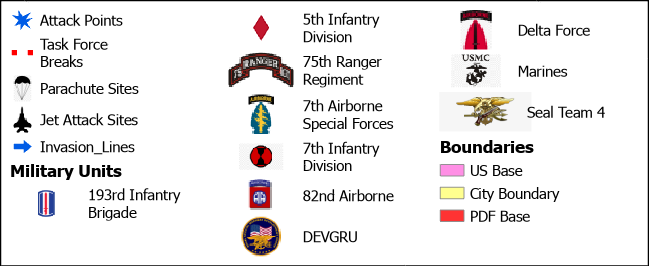 Attack Points
Task Force
Breaks
Parachute Sites
Jet Attack Sites
Invasion_Lines
Military Units
193rd Infantry
Brigade
5th Infantry
Division
75 RANGER RGT
75th Ranger
Regiment
AIRBORNE
7th Airborne
Special Forces
7th Infantry
Division
82nd Airborne
DEVGRU
Delta Force
USMC
Marines
Seal Team 4
Boundaries
US Base
City Boundary
PDF Base